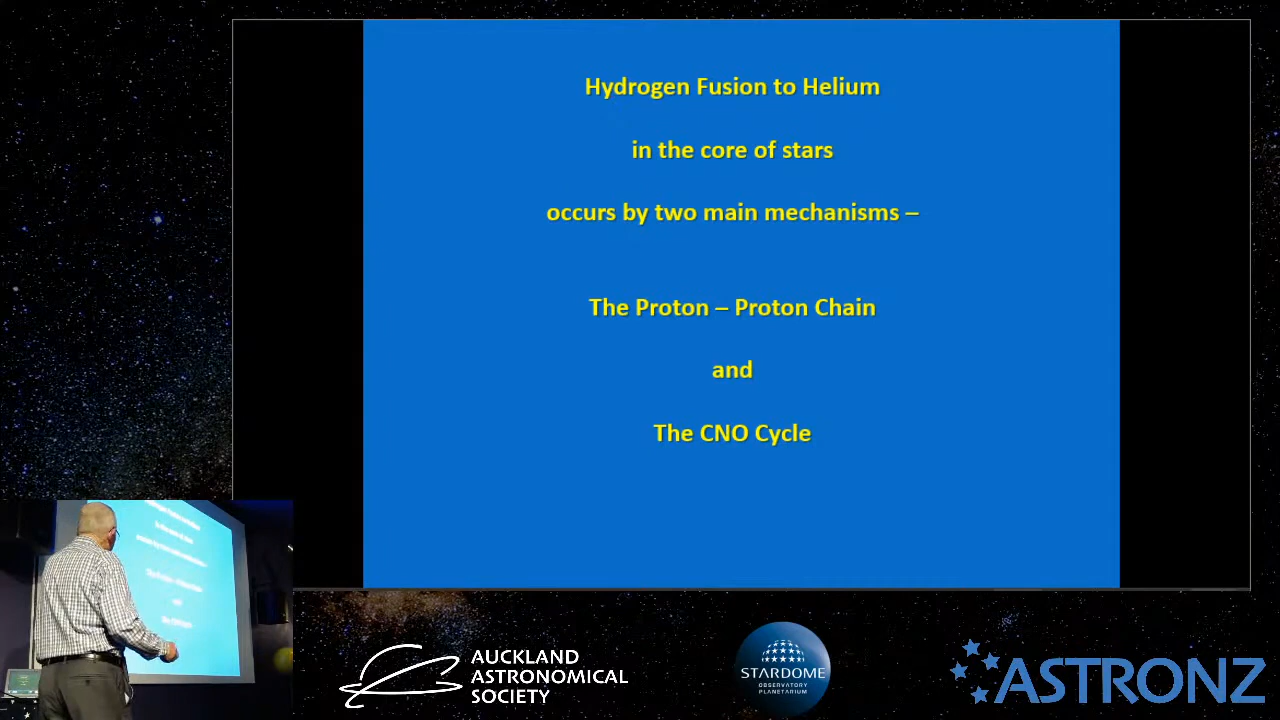 Hydrogen Fusion to Helium
in the core of stars
occurs by two main mechanisms –
The Proton – Proton Chain
and
The CNO Cycle
AUCKLAND
ASTRONOMICAL
SOCIETY
STARDOME
OBSERVATORY
PLANETARIUM
ASTRONZ